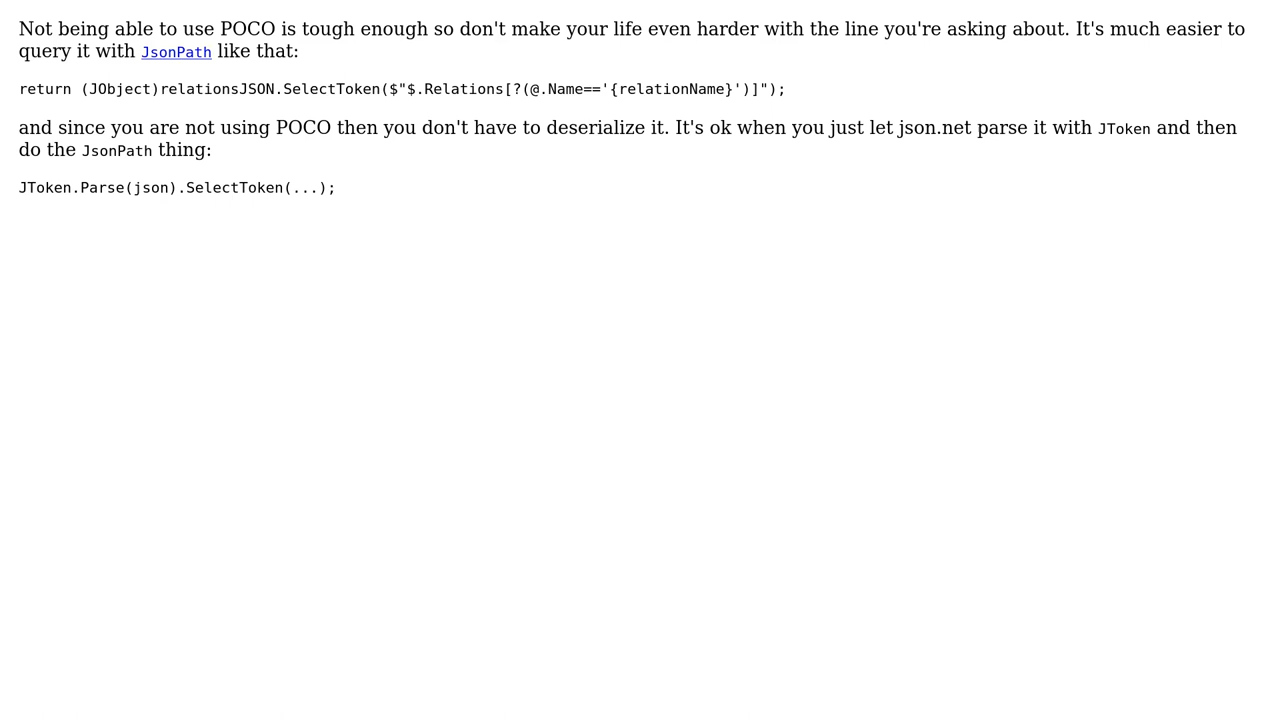 Not being able to use POCO is tough enough so don't make your life even harder with the line you're asking about. It's much easier to
query it with JsonPath like that:
return (JObject)relationsJSON.SelectToken($"$.Relations[?(@.Name=='{relationName}')]");
and since you are not using POCO then you don't have to deserialize it. It's ok when you just let json.net parse it with JToken and then
do the JsonPath thing:
JToken.Parse(json).SelectToken(...);